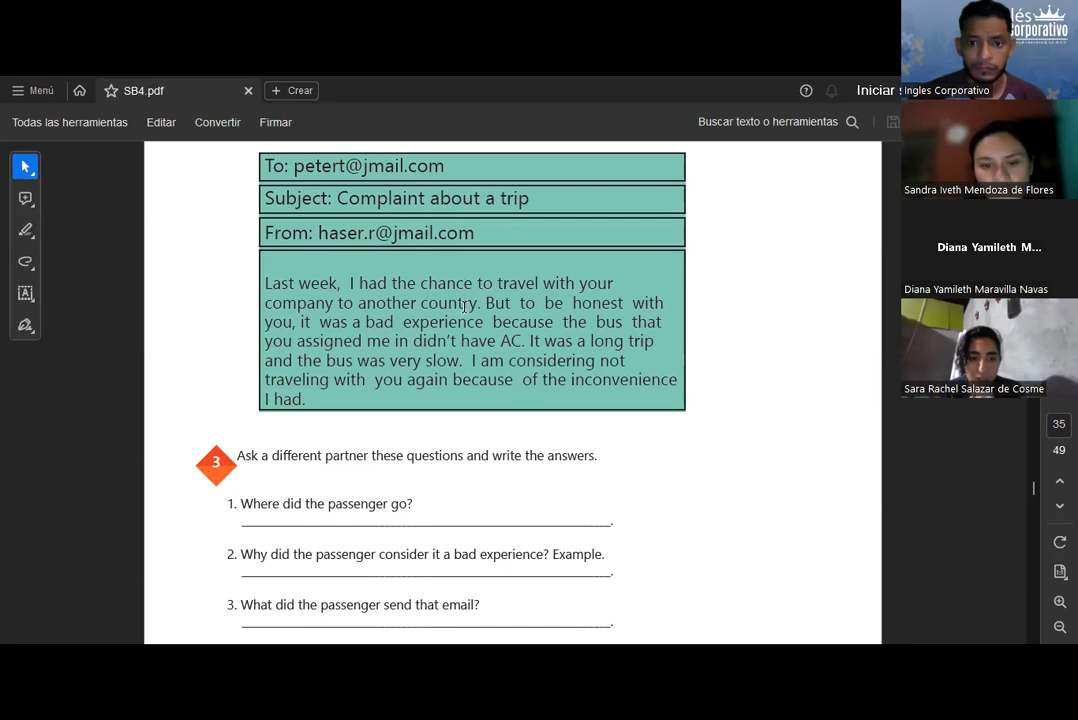 lés
corporativo
Ingles Corporativo
Menú
SB4.pdf
Crear
Iniciar s
Todas las herramientas
Editar
Convertir
Firmar
Buscar texto o herramientas
To: petert@jmail.com
Subject: Complaint about a trip
From: haser.r@jmail.com
Last week, I had the chance to travel with your
company to another country. But to be honest with
you, it was a bad experience because the bus that
you assigned me in didn't have AC. It was a long trip
and the bus was very slow. I am considering not
traveling with you again because of the inconvenience
I had.
3
Ask a different partner these questions and write the answers.
1. Where did the passenger go?
2. Why did the passenger consider it a bad experience? Example.
3. What did the passenger send that email?
Sandra Iveth Mendoza de Flores
Diana Yamileth M...
Diana Yamileth Maravilla Navas
Sara Rachel Salazar de Cosme
35
49